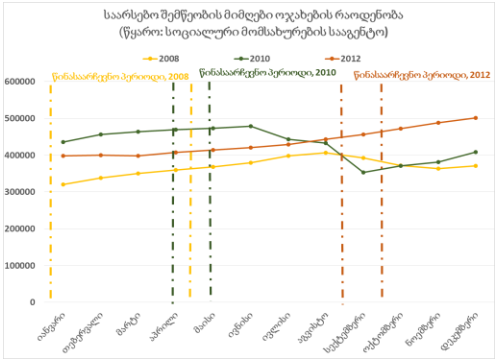 საარსებო შემწეობის მიმღები ოჯახების რაოდენობა
(წყარო: სოციალური მომსახურების სააგენტო)
2008 2010 2012
წინასაარჩევნო პერიოდი, 2008 წინასაარჩევნო პერიოდი, 2010 წინასაარჩევნო პერიოდი, 2012
600000
500000
400000
300000
200000
100000
0
იანვარი თებერვალი მარტი აპრილი მაისი ივნისი ივლისი აგვისტო სექტემბერი ოქტომბერი ნოემბერი დეკემბერი